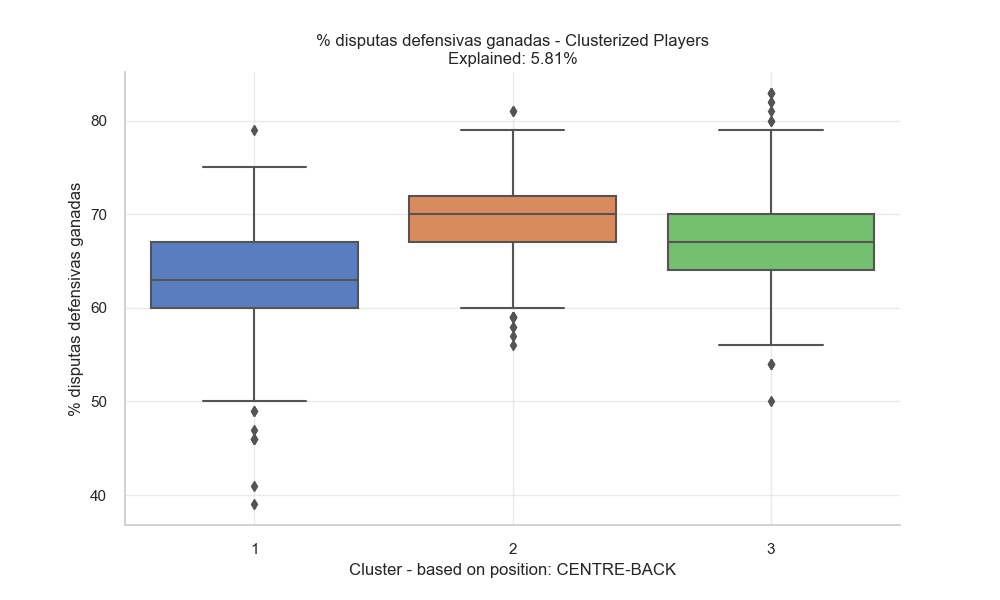 % disputas defensivas ganadas - Clusterized Players
Explained: 5.81%
% disputas defensivas ganadas
80
70
60
50
40
1
2
3
Cluster - based on position: CENTRE-BACK